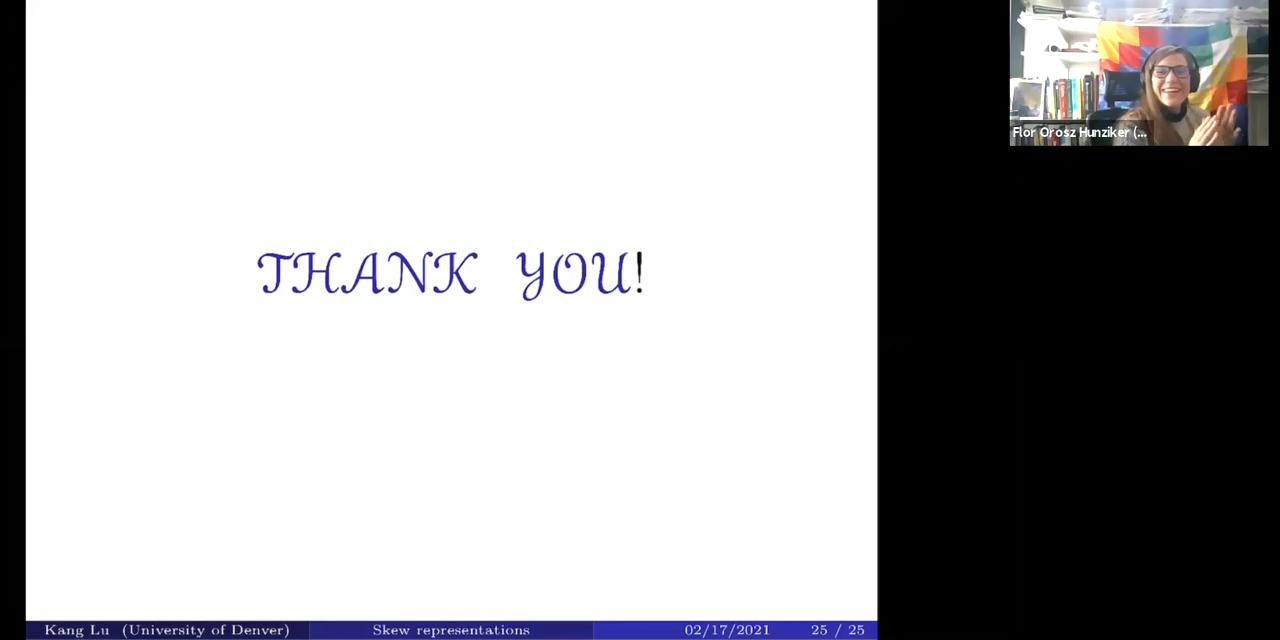 THANK YOU!
Flor Orosz Hunziker (...
Kang Lu (University of Denver) Skew representations 02/17/2021 25 / 25